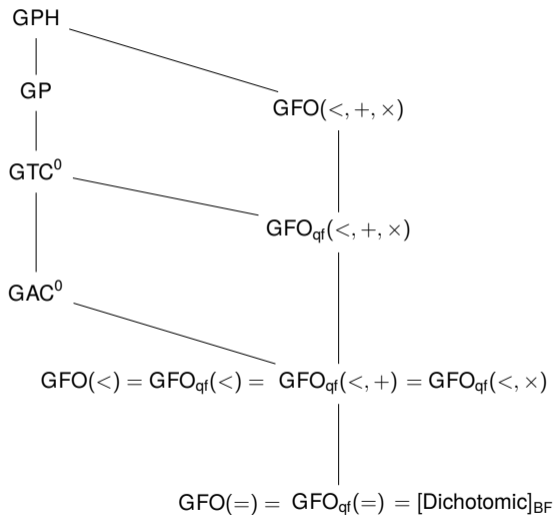 GPH
GP
GFO(<, +, ×)
GTC⁰
GFO_qf(<, +, ×)
GAC⁰
GFO(<) = GFO_qf(<) = GFO_qf(<, +) = GFO_qf(<, ×)
GFO(=) = GFO_qf(=) = [Dichotomic]_BF